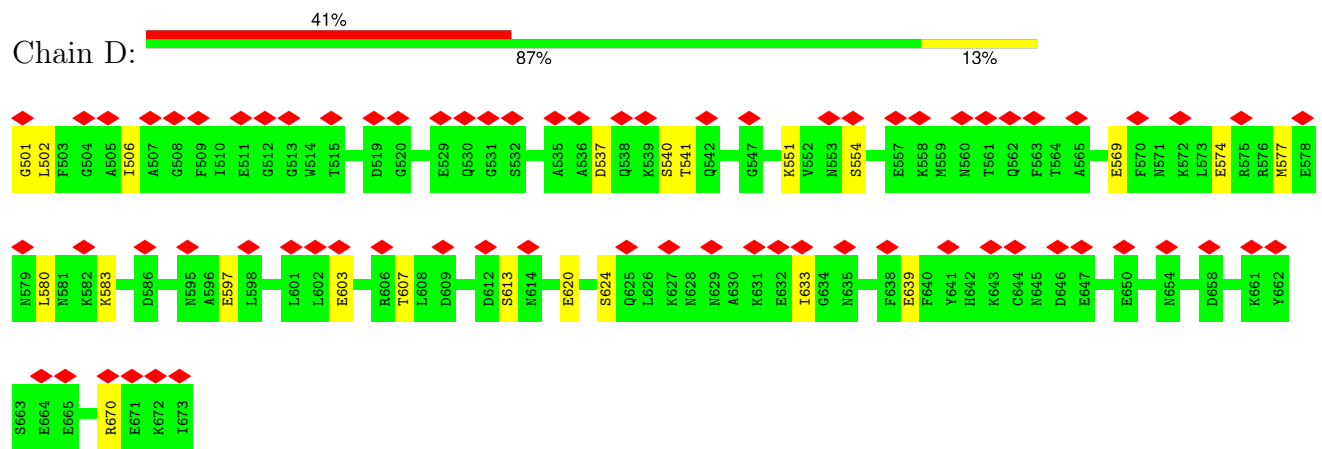 41%
Chain D:
87% 13%
G501 L502 F503 G504 A505 I506 A507 G508 F509 I510 E511 G512 G513 W514 T515 D519 G520 E529 Q530 G531 S532 A535 A536 D537 Q538 K539 S540 T541 Q542 G547 K551 V552 N553 S554 E557 K558 M559 N560 T561 Q562 F563 T564 A565 E569 F570 N571 K572 L573 E574 R575 R576 M577 E578
N579 L580 N581 K582 K583 D586 N595 A596 E597 L598 L601 L602 E603 R606 T607 L608 D609 D612 S613 N614 E620 S624 Q625 L626 K627 N628 N629 A630 K631 E632 I633 G634 N635 F638 E639 F640 Y641 H642 K643 C644 N645 D646 E647 E650 N654 D658 K661 Y662
S663 E664 E665 R670 E671 K672 I673